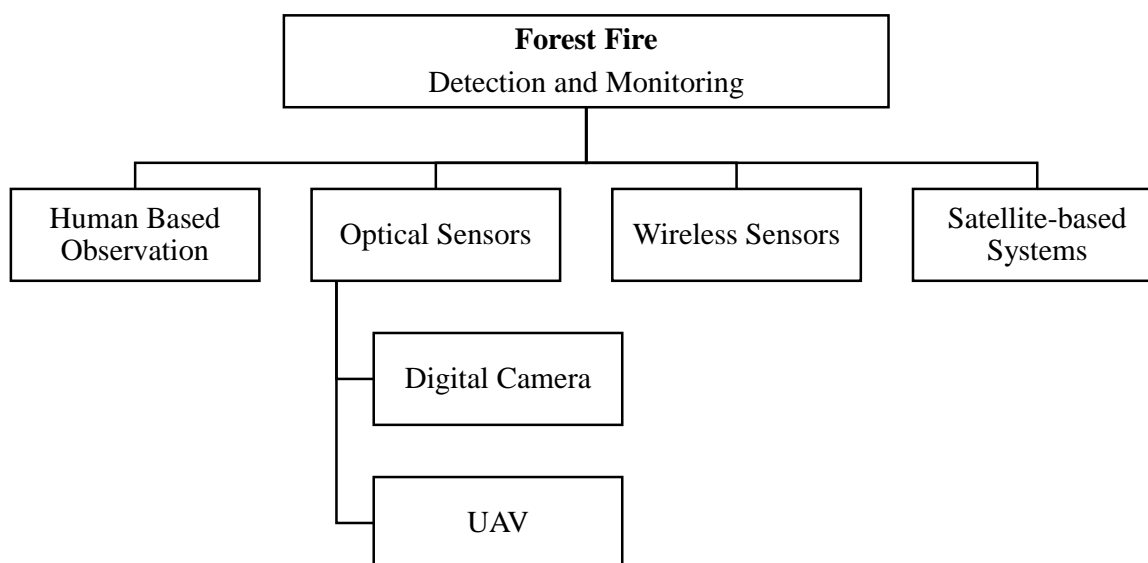 Forest Fire
Detection and Monitoring
Human Based
Observation
Optical Sensors
Wireless Sensors
Satellite-based
Systems
Digital Camera
UAV